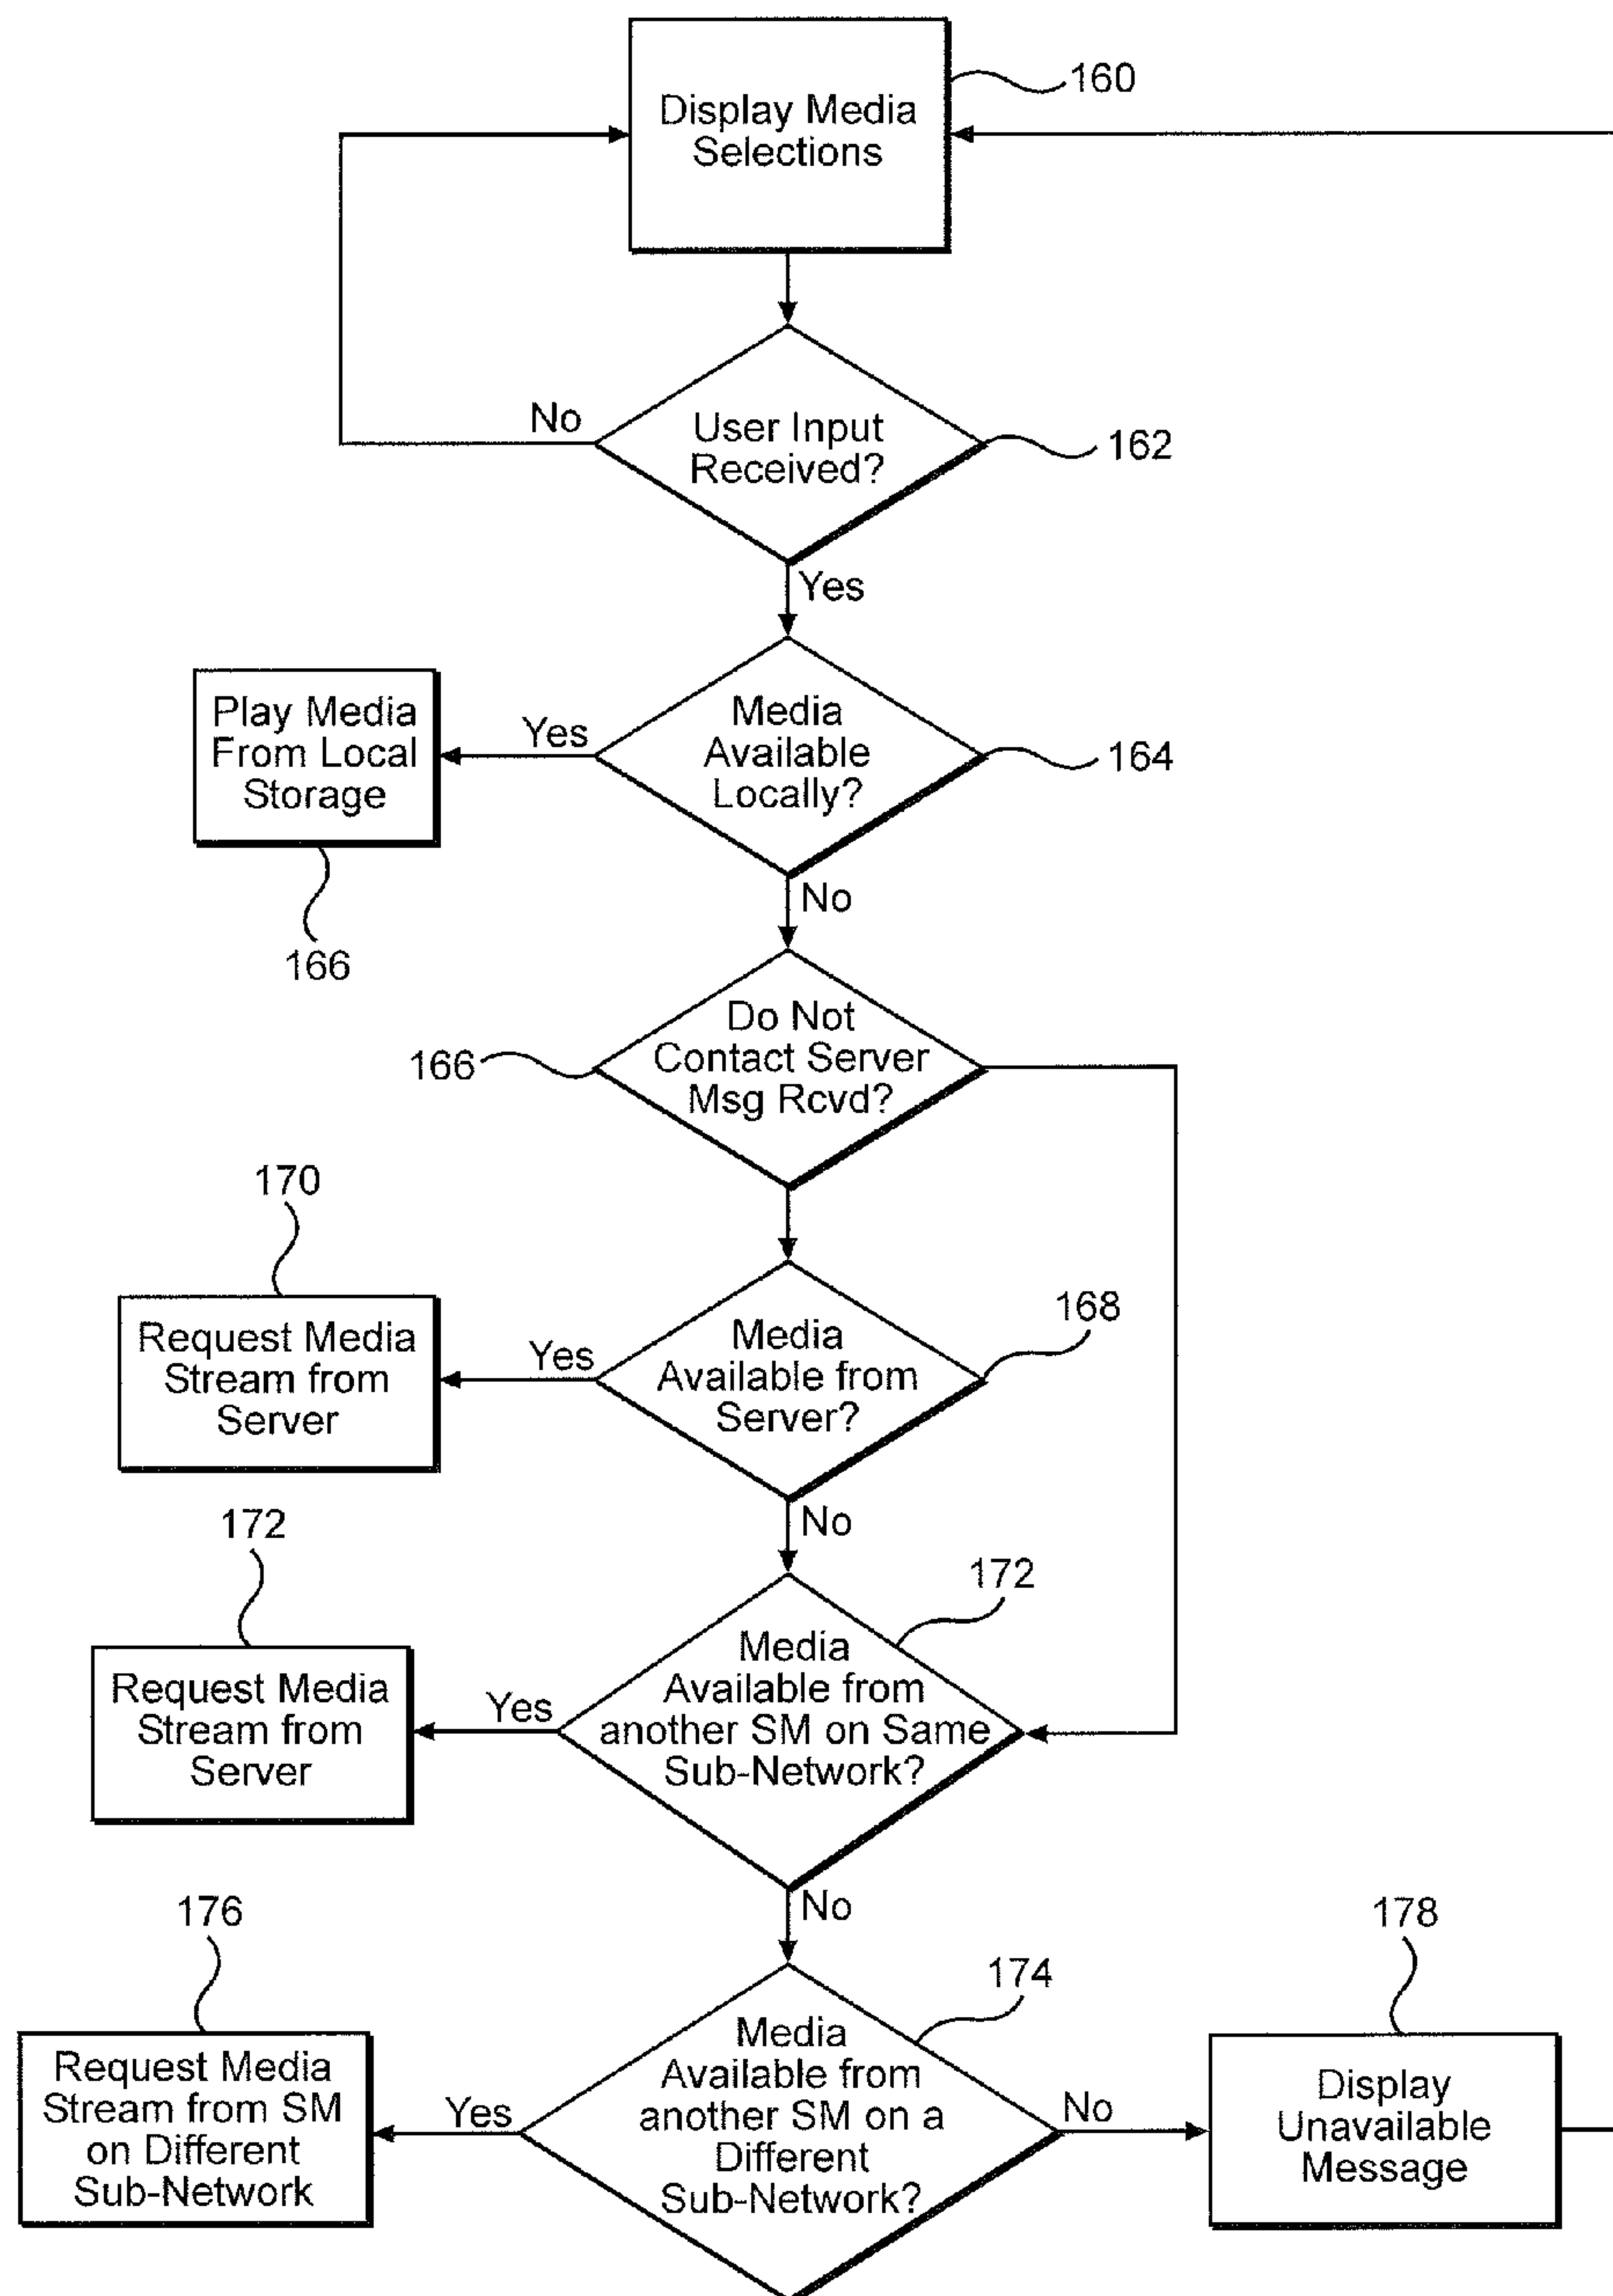 160
Display Media
Selections
No
User Input
Received?
162
Yes
Play Media
From Local
Storage
Yes
Media
Available
Locally?
164
166
No
166
Do Not
Contact Server
Msg Rcvd?
170
168
Request Media
Stream from
Server
Yes
Media
Available from
Server?
No
172
172
Request Media
Stream from
Server
Yes
Media
Available from
another SM on Same
Sub-Network?
No
176
174
178
Request Media
Stream from SM
on Different
Sub-Network
Yes
Media
Available from
another SM on a
Different
Sub-Network?
No
Display
Unavailable
Message